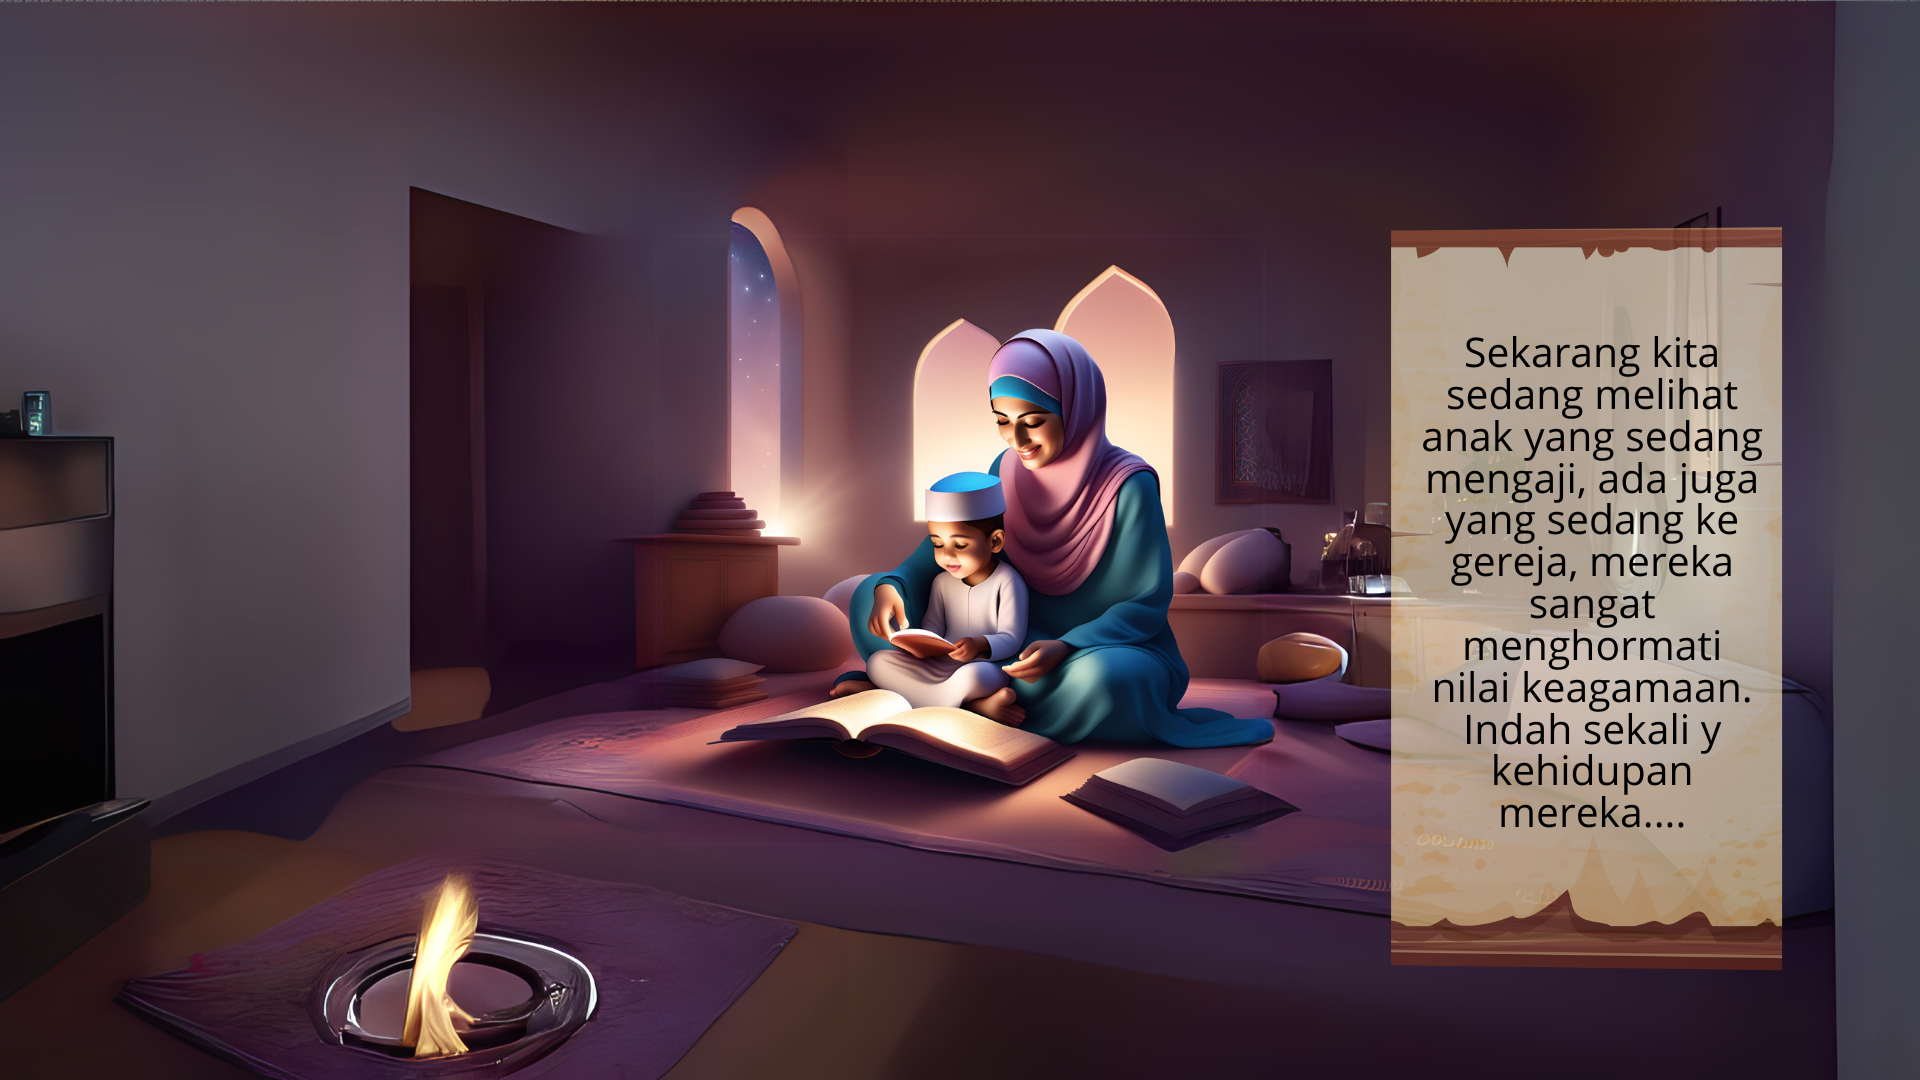 Sekarang kita
sedang melihat
anak yang sedang
mengaji, ada juga
yang sedang ke
gereja, mereka
sangat
menghormati
nilai keagamaan.
Indah sekali y
kehidupan
mereka....